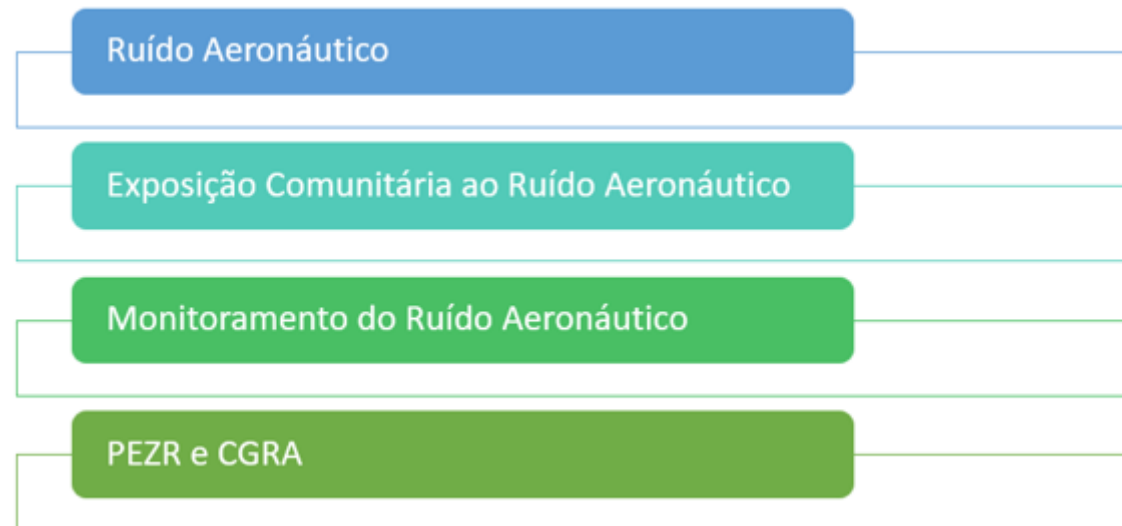 Ruído Aeronáutico
Exposição Comunitária ao Ruído Aeronáutico
Monitoramento do Ruído Aeronáutico
PEZR e CGRA